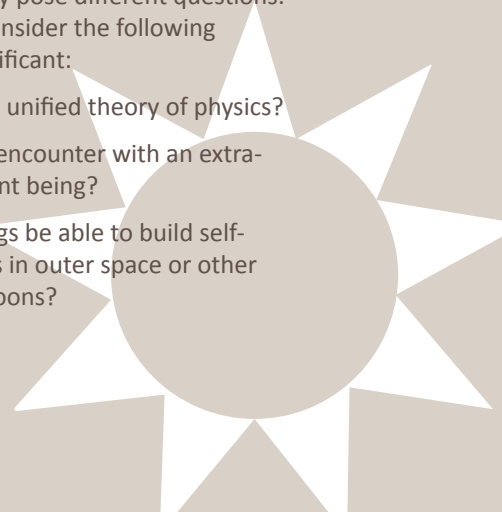 y pose different questions.
nsider the following
ificant:
unified theory of physics?
encounter with an extra-
nt being?
gs be able to build self-
s in outer space or other
oons?